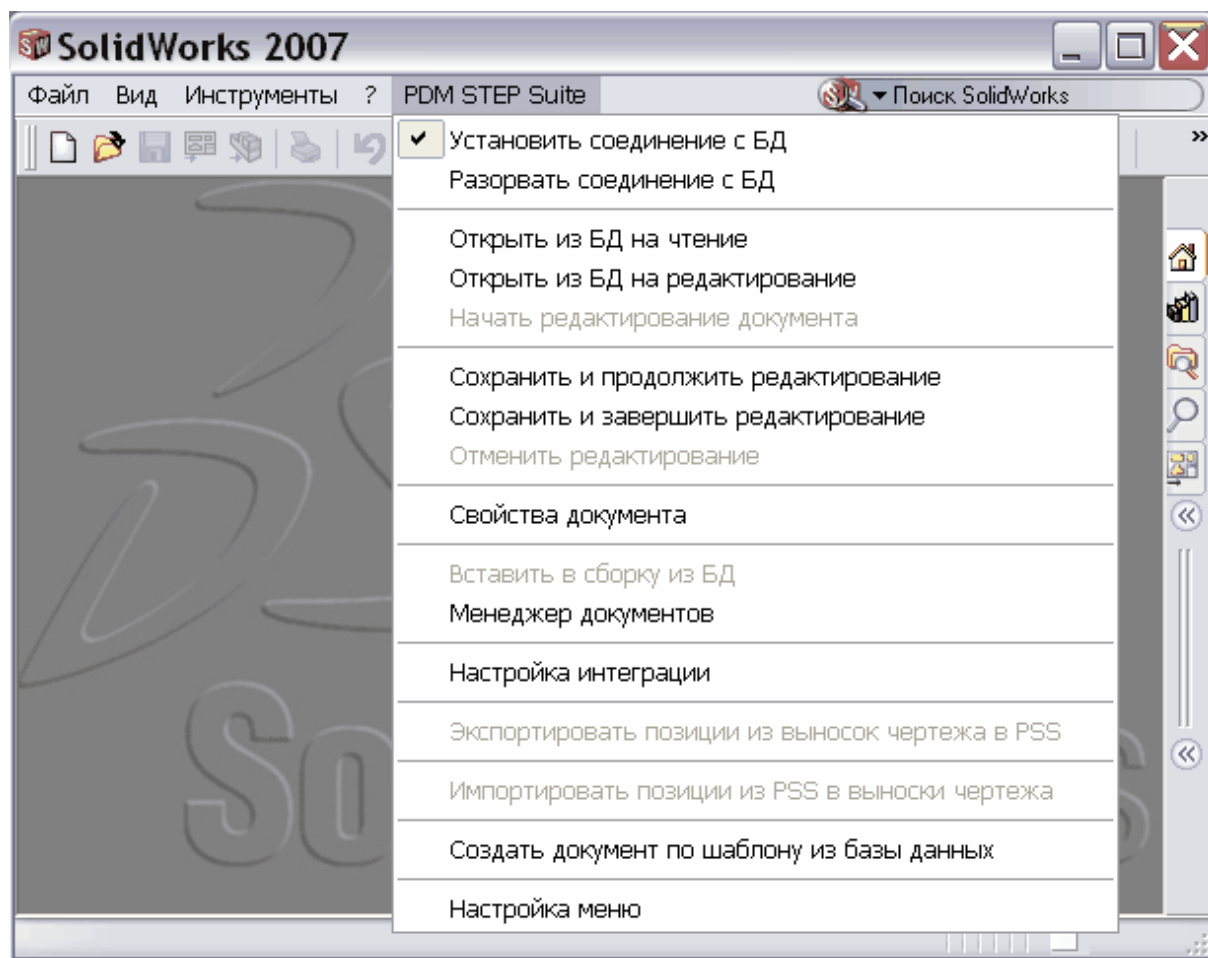 SolidWorks 2007
Файл Вид Инструменты ? PDM STEP Suite Поиск SolidWorks
Установить соединение с БД
Разорвать соединение с БД
Открыть из БД на чтение
Открыть из БД на редактирование
Начать редактирование документа
Сохранить и продолжить редактирование
Сохранить и завершить редактирование
Отменить редактирование
Свойства документа
Вставить в сборку из БД
Менеджер документов
Настройка интеграции
Экспортировать позиции из выносок чертежа в PSS
Импортировать позиции из PSS в выноски чертежа
Создать документ по шаблону из базы данных
Настройка меню